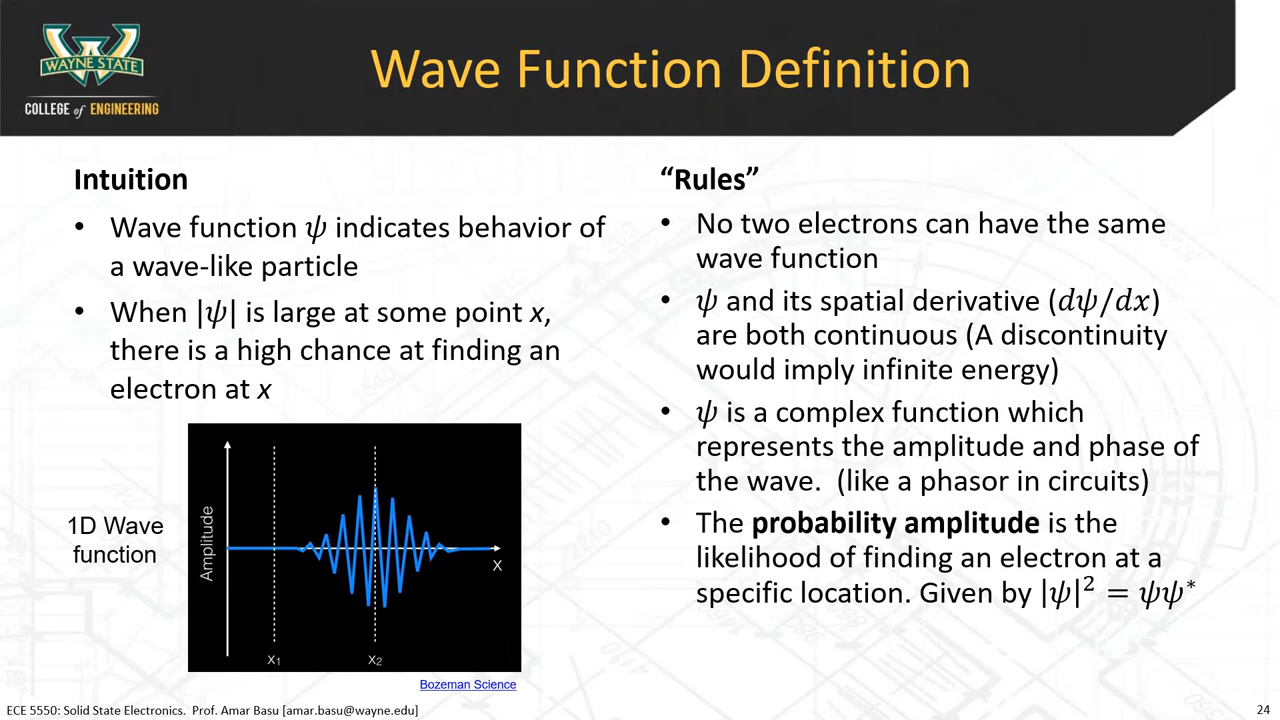 WAYNE STATE
COLLEGE of ENGINEERING
Wave Function Definition
Intuition
• Wave function 𝜓 indicates behavior of
a wave-like particle
• When |𝜓| is large at some point x,
there is a high chance at finding an
electron at x
1D Wave
function
Amplitude
X
X₁
X₂
Bozeman Science
“Rules”
• No two electrons can have the same
wave function
• 𝜓 and its spatial derivative (𝑑𝜓/𝑑𝑥)
are both continuous (A discontinuity
would imply infinite energy)
• 𝜓 is a complex function which
represents the amplitude and phase of
the wave. (like a phasor in circuits)
• The probability amplitude is the
likelihood of finding an electron at a
specific location. Given by |𝜓|² = 𝜓𝜓*
ECE 5550: Solid State Electronics. Prof. Amar Basu [amar.basu@wayne.edu]
24